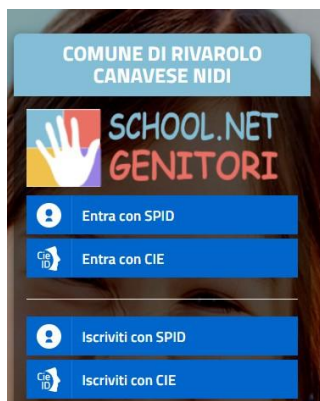 COMUNE DI RIVAROLO
CANAVESE NIDI
SCHOOL.NET
GENITORI
Entra con SPID
Cie
ID
Entra con CIE
Iscriviti con SPID
Cie
ID
Iscriviti con CIE